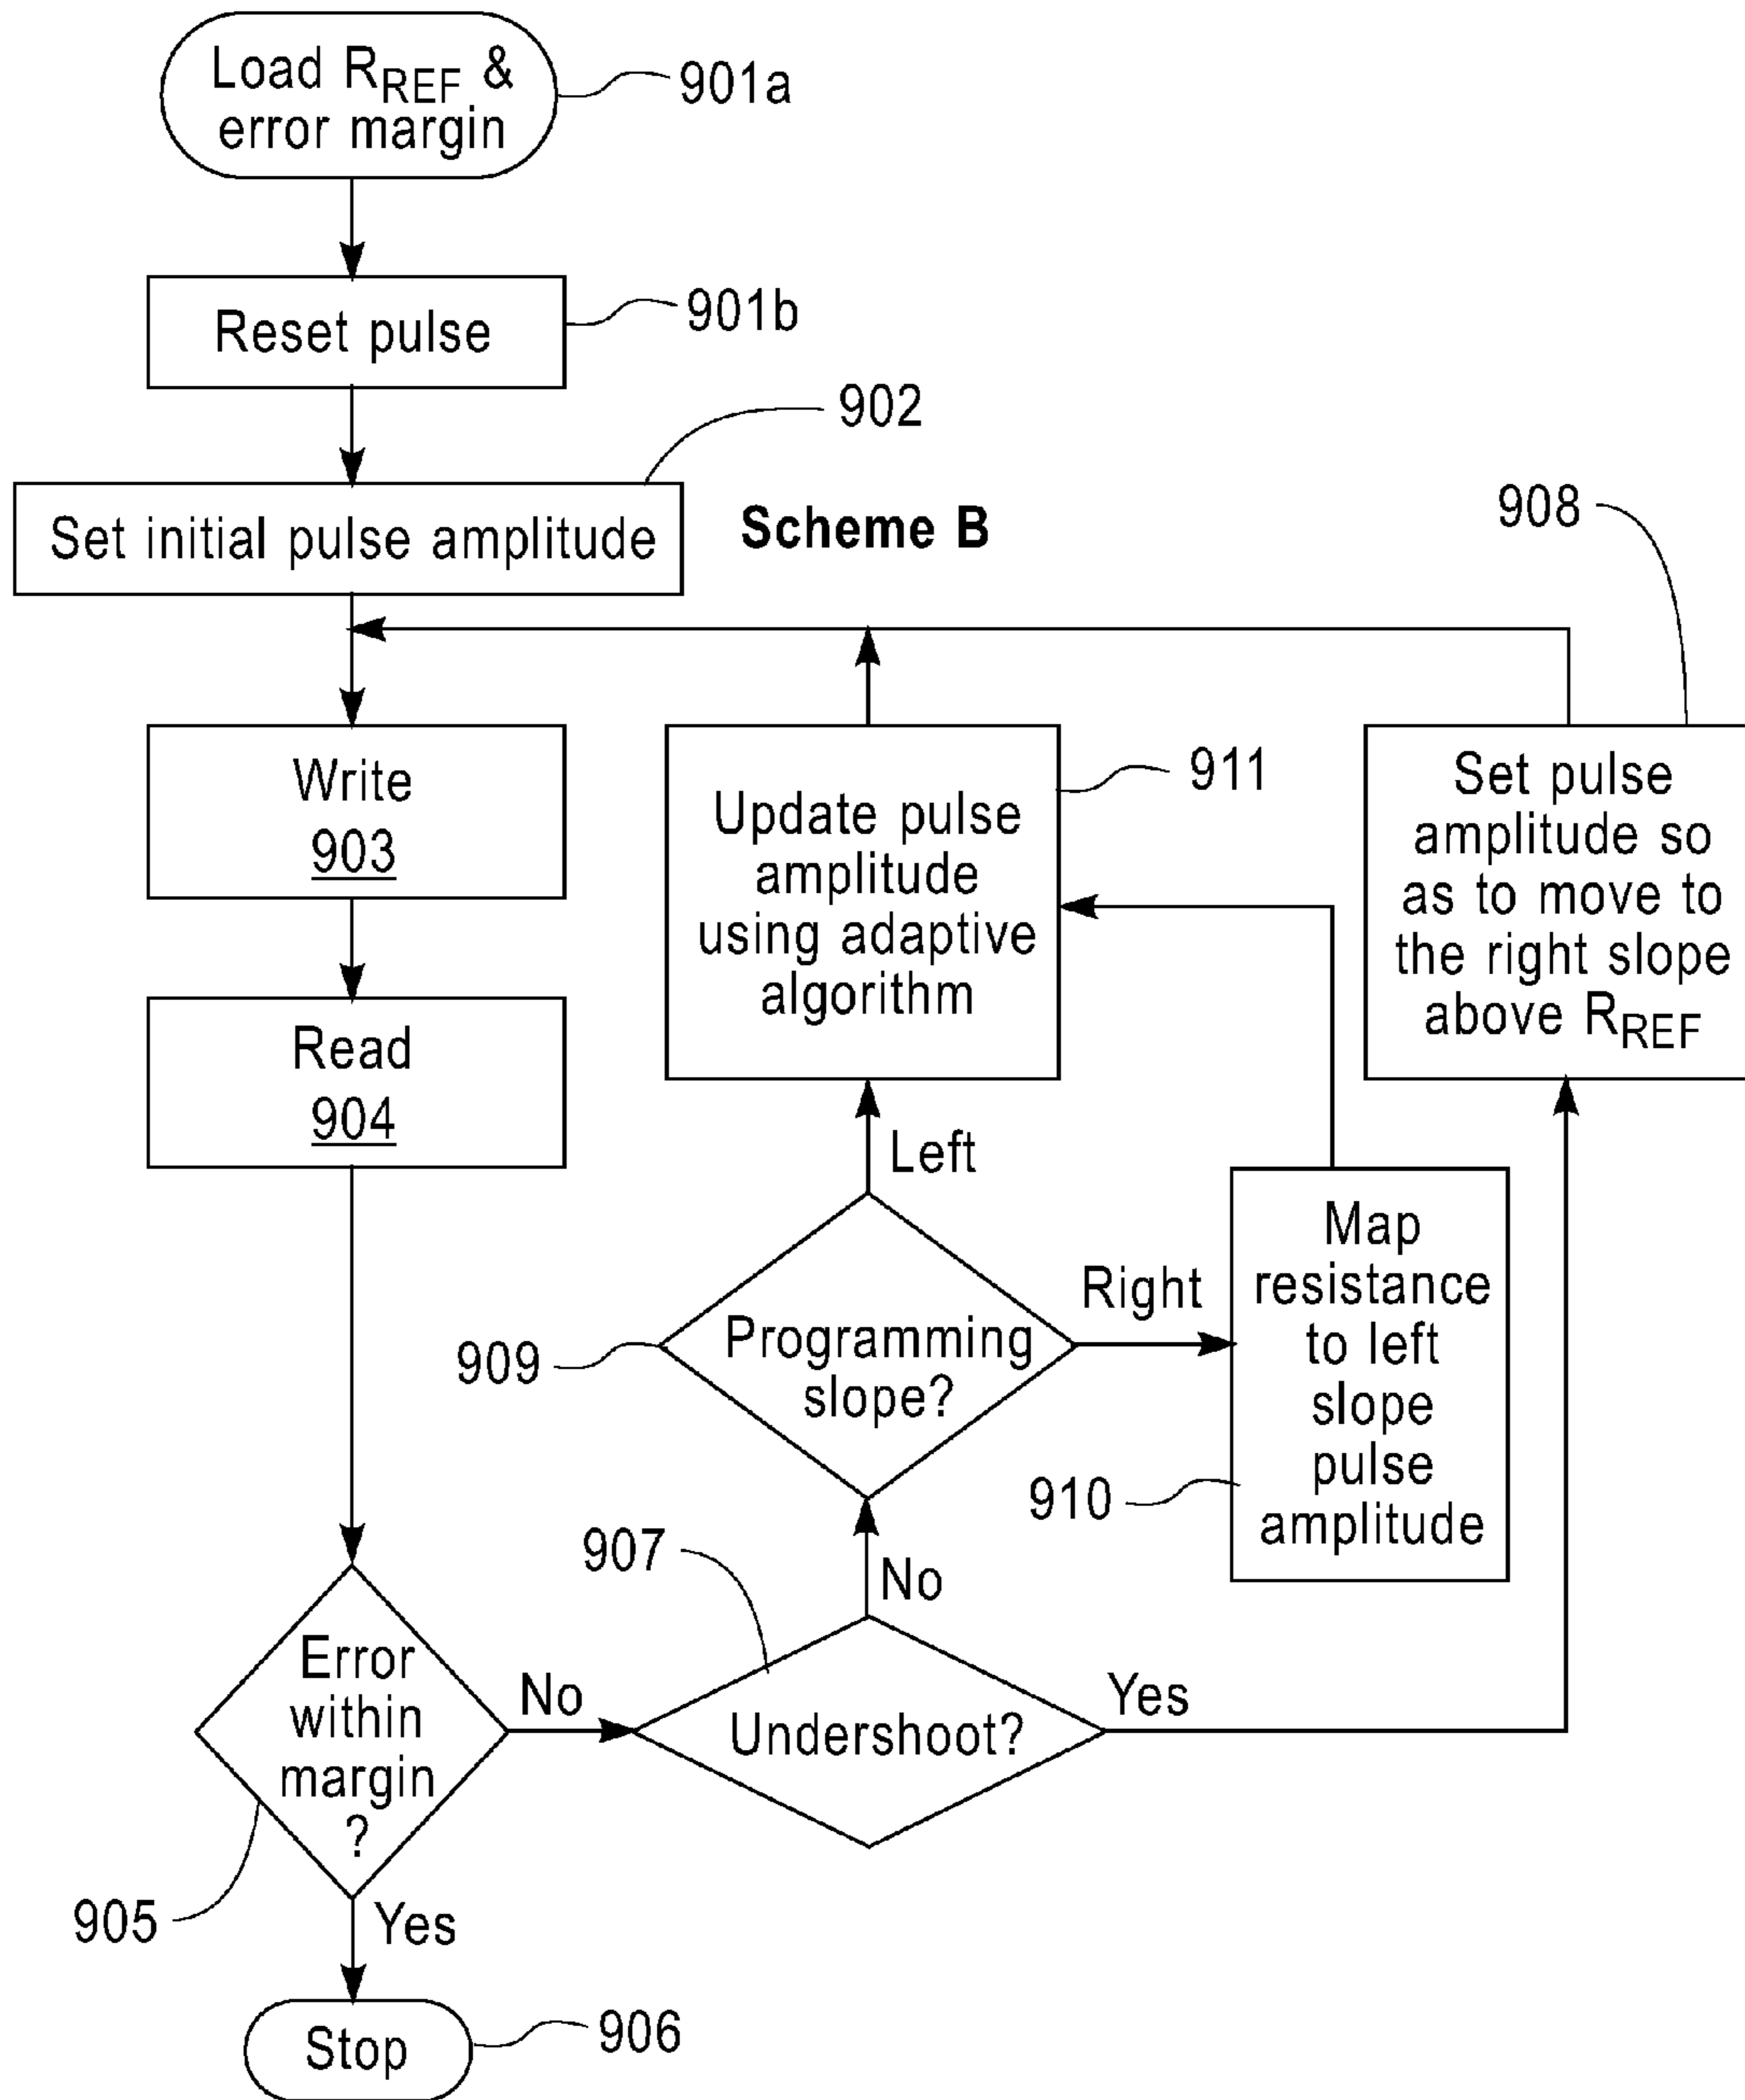 Load RREF &
error margin
901a
Reset pulse
901b
902
Set initial pulse amplitude
Scheme B
908
Write
903
Update pulse
amplitude
using adaptive
algorithm
911
Set pulse
amplitude so
as to move to
the right slope
above RREF
Read
904
Left
Programming
slope?
909
Right
Map
resistance
to left
slope
pulse
amplitude
910
907
No
Error
within
margin
?
905
No
Undershoot?
Yes
Yes
Stop
906